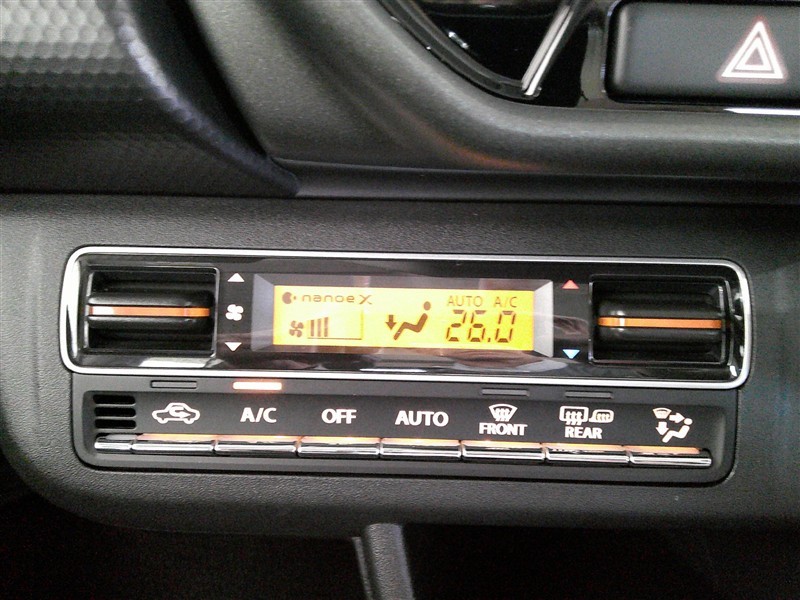 nanoe X
AUTO A/C
26.0
A/C
OFF
AUTO
FRONT
REAR